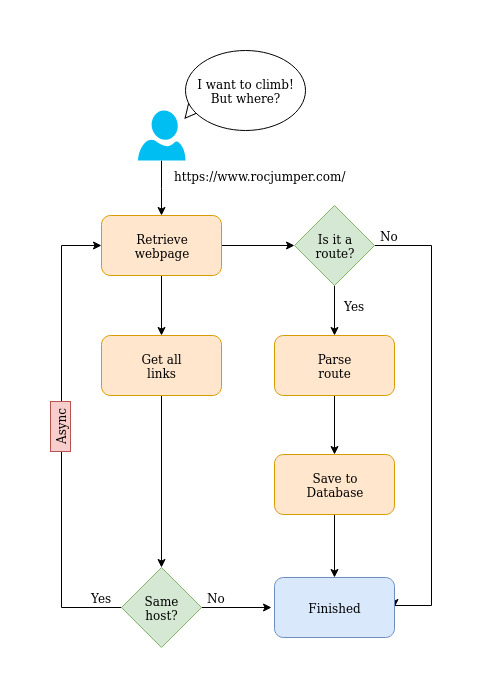 I want to climb!
But where?
https://www.rocjumper.com/
Retrieve
webpage
Is it a
route?
No
Yes
Get all
links
Parse
route
Async
Save to
Database
Yes
Same
host?
No
Finished